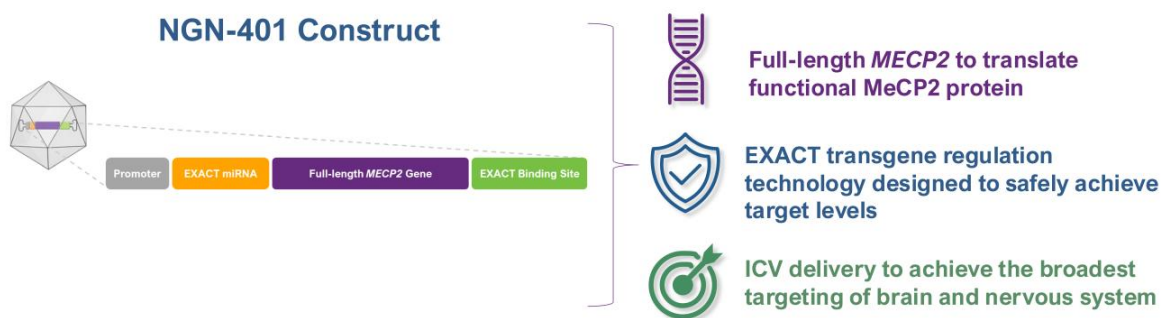 NGN-401 Construct
Promoter
EXACT miRNA
Full-length MECP2 Gene
EXACT Binding Site
Full-length MECP2 to translate
functional MeCP2 protein
EXACT transgene regulation
technology designed to safely achieve
target levels
ICV delivery to achieve the broadest
targeting of brain and nervous system